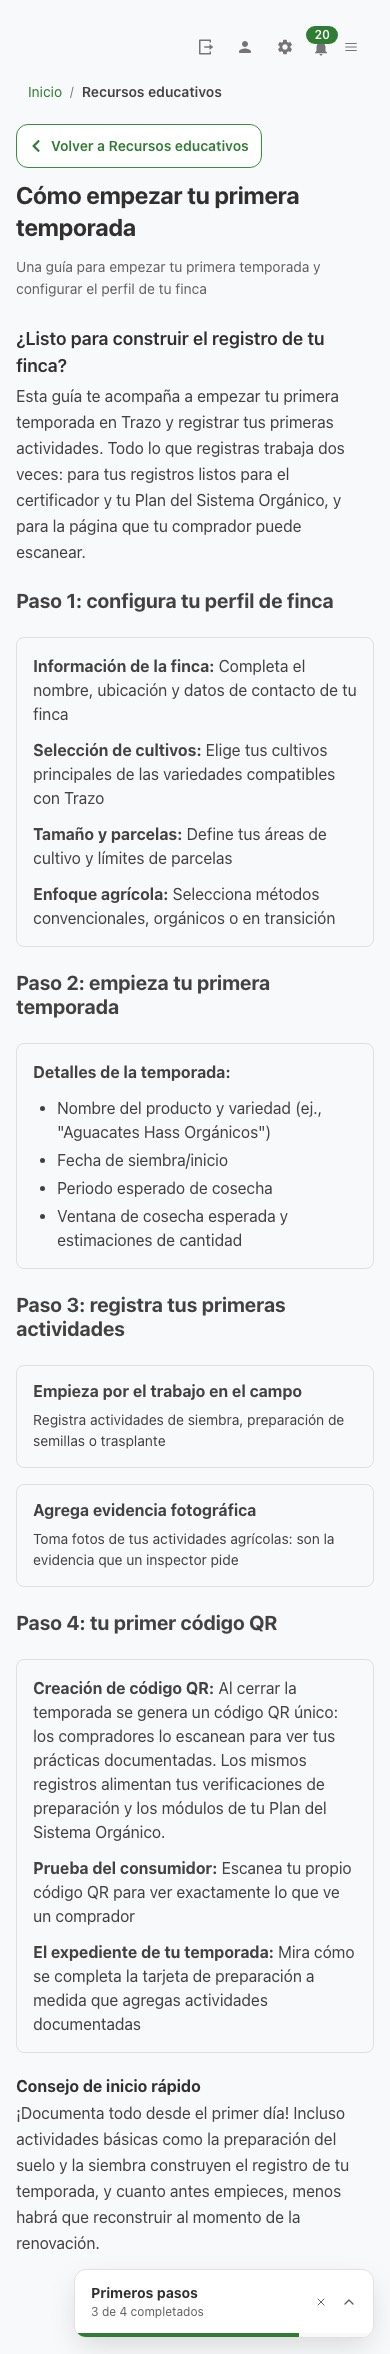 20
Inicio / Recursos educativos
Volver a Recursos educativos
Cómo empezar tu primera
temporada
Una guía para empezar tu primera temporada y
configurar el perfil de tu finca
¿Listo para construir el registro de tu
finca?
Esta guía te acompaña a empezar tu primera
temporada en Trazo y registrar tus primeras
actividades. Todo lo que registras trabaja dos
veces: para tus registros listos para el
certificador y tu Plan del Sistema Orgánico, y
para la página que tu comprador puede
escanear.
Paso 1: configura tu perfil de finca
Información de la finca: Completa el
nombre, ubicación y datos de contacto de tu
finca
Selección de cultivos: Elige tus cultivos
principales de las variedades compatibles
con Trazo
Tamaño y parcelas: Define tus áreas de
cultivo y límites de parcelas
Enfoque agrícola: Selecciona métodos
convencionales, orgánicos o en transición
Paso 2: empieza tu primera
temporada
Detalles de la temporada:
• Nombre del producto y variedad (ej.,
"Aguacates Hass Orgánicos")
• Fecha de siembra/inicio
• Periodo esperado de cosecha
• Ventana de cosecha esperada y
estimaciones de cantidad
Paso 3: registra tus primeras
actividades
Empieza por el trabajo en el campo
Registra actividades de siembra, preparación de
semillas o trasplante
Agrega evidencia fotográfica
Toma fotos de tus actividades agrícolas: son la
evidencia que un inspector pide
Paso 4: tu primer código QR
Creación de código QR: Al cerrar la
temporada se genera un código QR único:
los compradores lo escanean para ver tus
prácticas documentadas. Los mismos
registros alimentan tus verificaciones de
preparación y los módulos de tu Plan del
Sistema Orgánico.
Prueba del consumidor: Escanea tu propio
código QR para ver exactamente lo que ve
un comprador
El expediente de tu temporada: Mira cómo
se completa la tarjeta de preparación a
medida que agregas actividades
documentadas
Consejo de inicio rápido
¡Documenta todo desde el primer día! Incluso
actividades básicas como la preparación del
suelo y la siembra construyen el registro de tu
temporada, y cuanto antes empieces, menos
habrá que reconstruir al momento de la
renovación.
Primeros pasos
3 de 4 completados